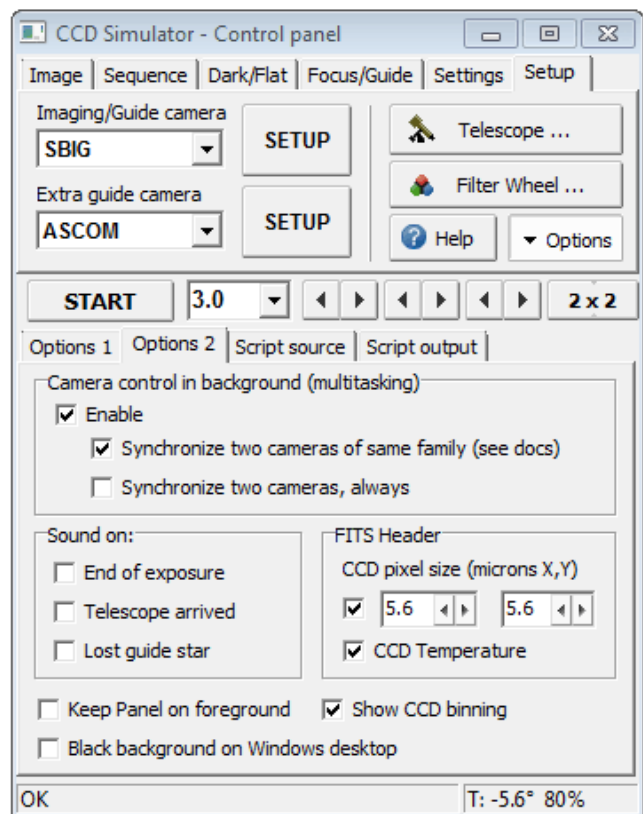 CCD Simulator - Control panel
Image Sequence Dark/Flat Focus/Guide Settings Setup
Imaging/Guide camera
SBIG
SETUP
Telescope ...
Filter Wheel ...
Extra guide camera
ASCOM
SETUP
Help
Options
START 3.0 2 x 2
Options 1 Options 2 Script source Script output
Camera control in background (multitasking)
Enable
Synchronize two cameras of same family (see docs)
Synchronize two cameras, always
Sound on:
End of exposure
Telescope arrived
Lost guide star
FITS Header
CCD pixel size (microns X,Y)
5.6 5.6
CCD Temperature
Keep Panel on foreground Show CCD binning
Black background on Windows desktop
OK T: -5.6° 80%